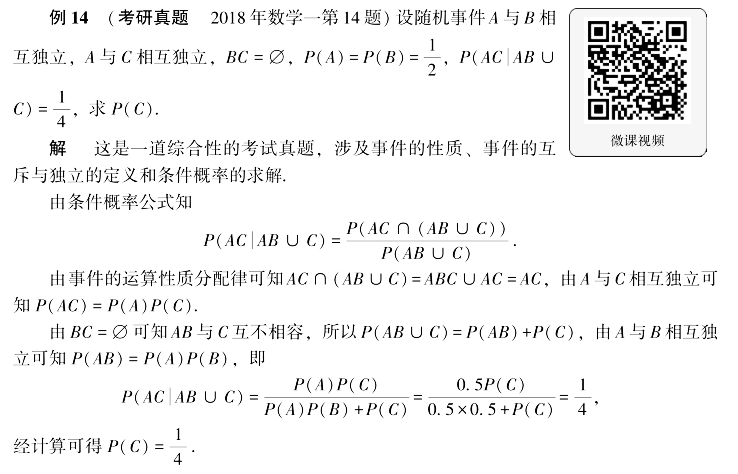 例 14 (考研真题 2018 年数学一第 14 题) 设随机事件 A 与 B 相
互独立, A 与 C 相互独立, BC = ∅, P(A) = P(B) = 1/2, P(AC|AB ∪
C) = 1/4, 求 P(C).
微课视频
解 这是一道综合性的考试真题, 涉及事件的性质、事件的互
斥与独立的定义和条件概率的求解.
由条件概率公式知
P(AC|AB ∪ C) = P(AC ∩ (AB ∪ C)) / P(AB ∪ C) .
由事件的运算性质分配律可知 AC ∩ (AB ∪ C) = ABC ∪ AC = AC, 由 A 与 C 相互独立可
知 P(AC) = P(A)P(C).
由 BC = ∅ 可知 AB 与 C 互不相容, 所以 P(AB ∪ C) = P(AB) + P(C), 由 A 与 B 相互独
立可知 P(AB) = P(A)P(B), 即
P(AC|AB ∪ C) = P(A)P(C) / (P(A)P(B) + P(C)) = 0.5P(C) / (0.5×0.5 + P(C)) = 1/4,
经计算可得 P(C) = 1/4 .